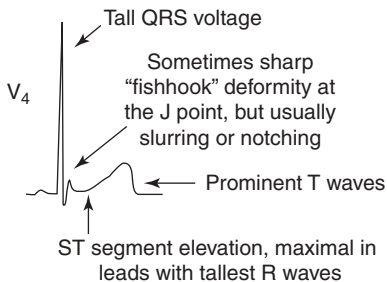 Tall QRS voltage
Sometimes sharp
“fishhook” deformity at
the J point, but usually
slurring or notching
V4
Prominent T waves
ST segment elevation, maximal in
leads with tallest R waves